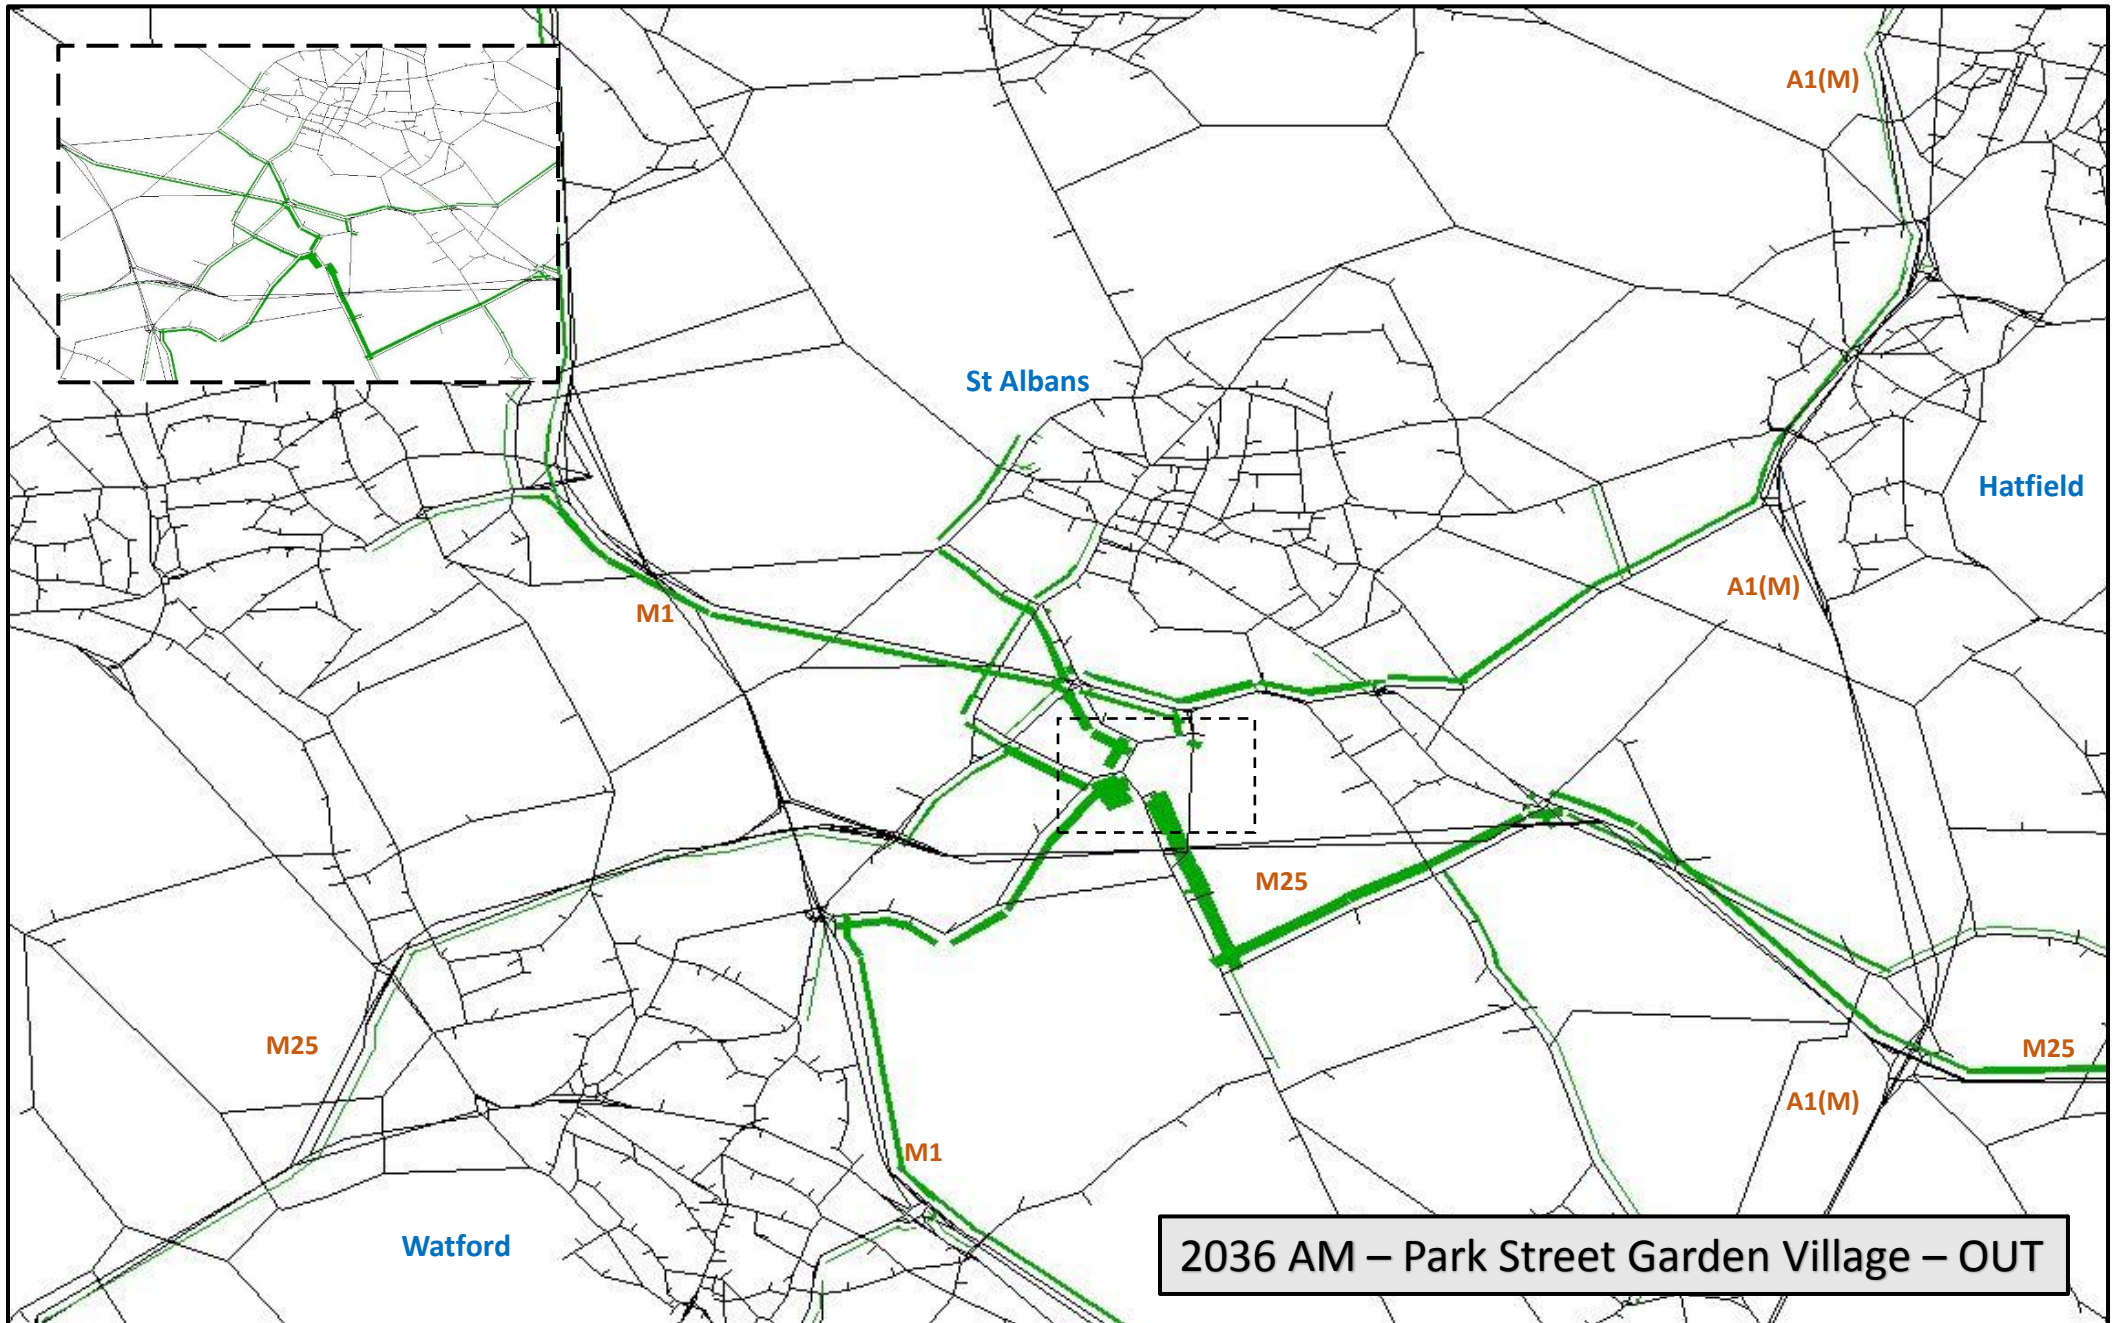 A1(M)
St Albans
Hatfield
A1(M)
M1
M25
M25
M25
A1(M)
M1
Watford
2036 AM – Park Street Garden Village – OUT